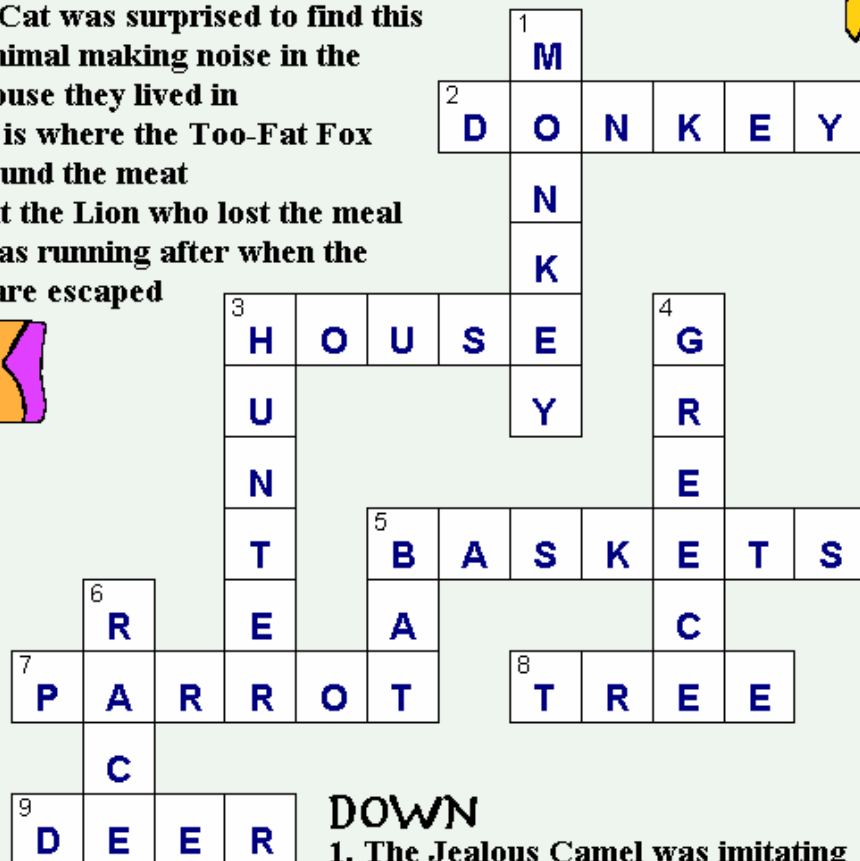 Cat was surprised to find this
nimal making noise in the
ouse they lived in
is where the Too-Fat Fox
und the meat
t the Lion who lost the meal
as running after when the
are escaped
1 M
2 D O N K E Y
N
K
3 H O U S E 4 G
U Y R
N E
T 5 B A S K E T S
6 R E A C
7 P A R R O T 8 T R E E
C
9 D E E R
DOWN
1. The Jealous Camel was imitating